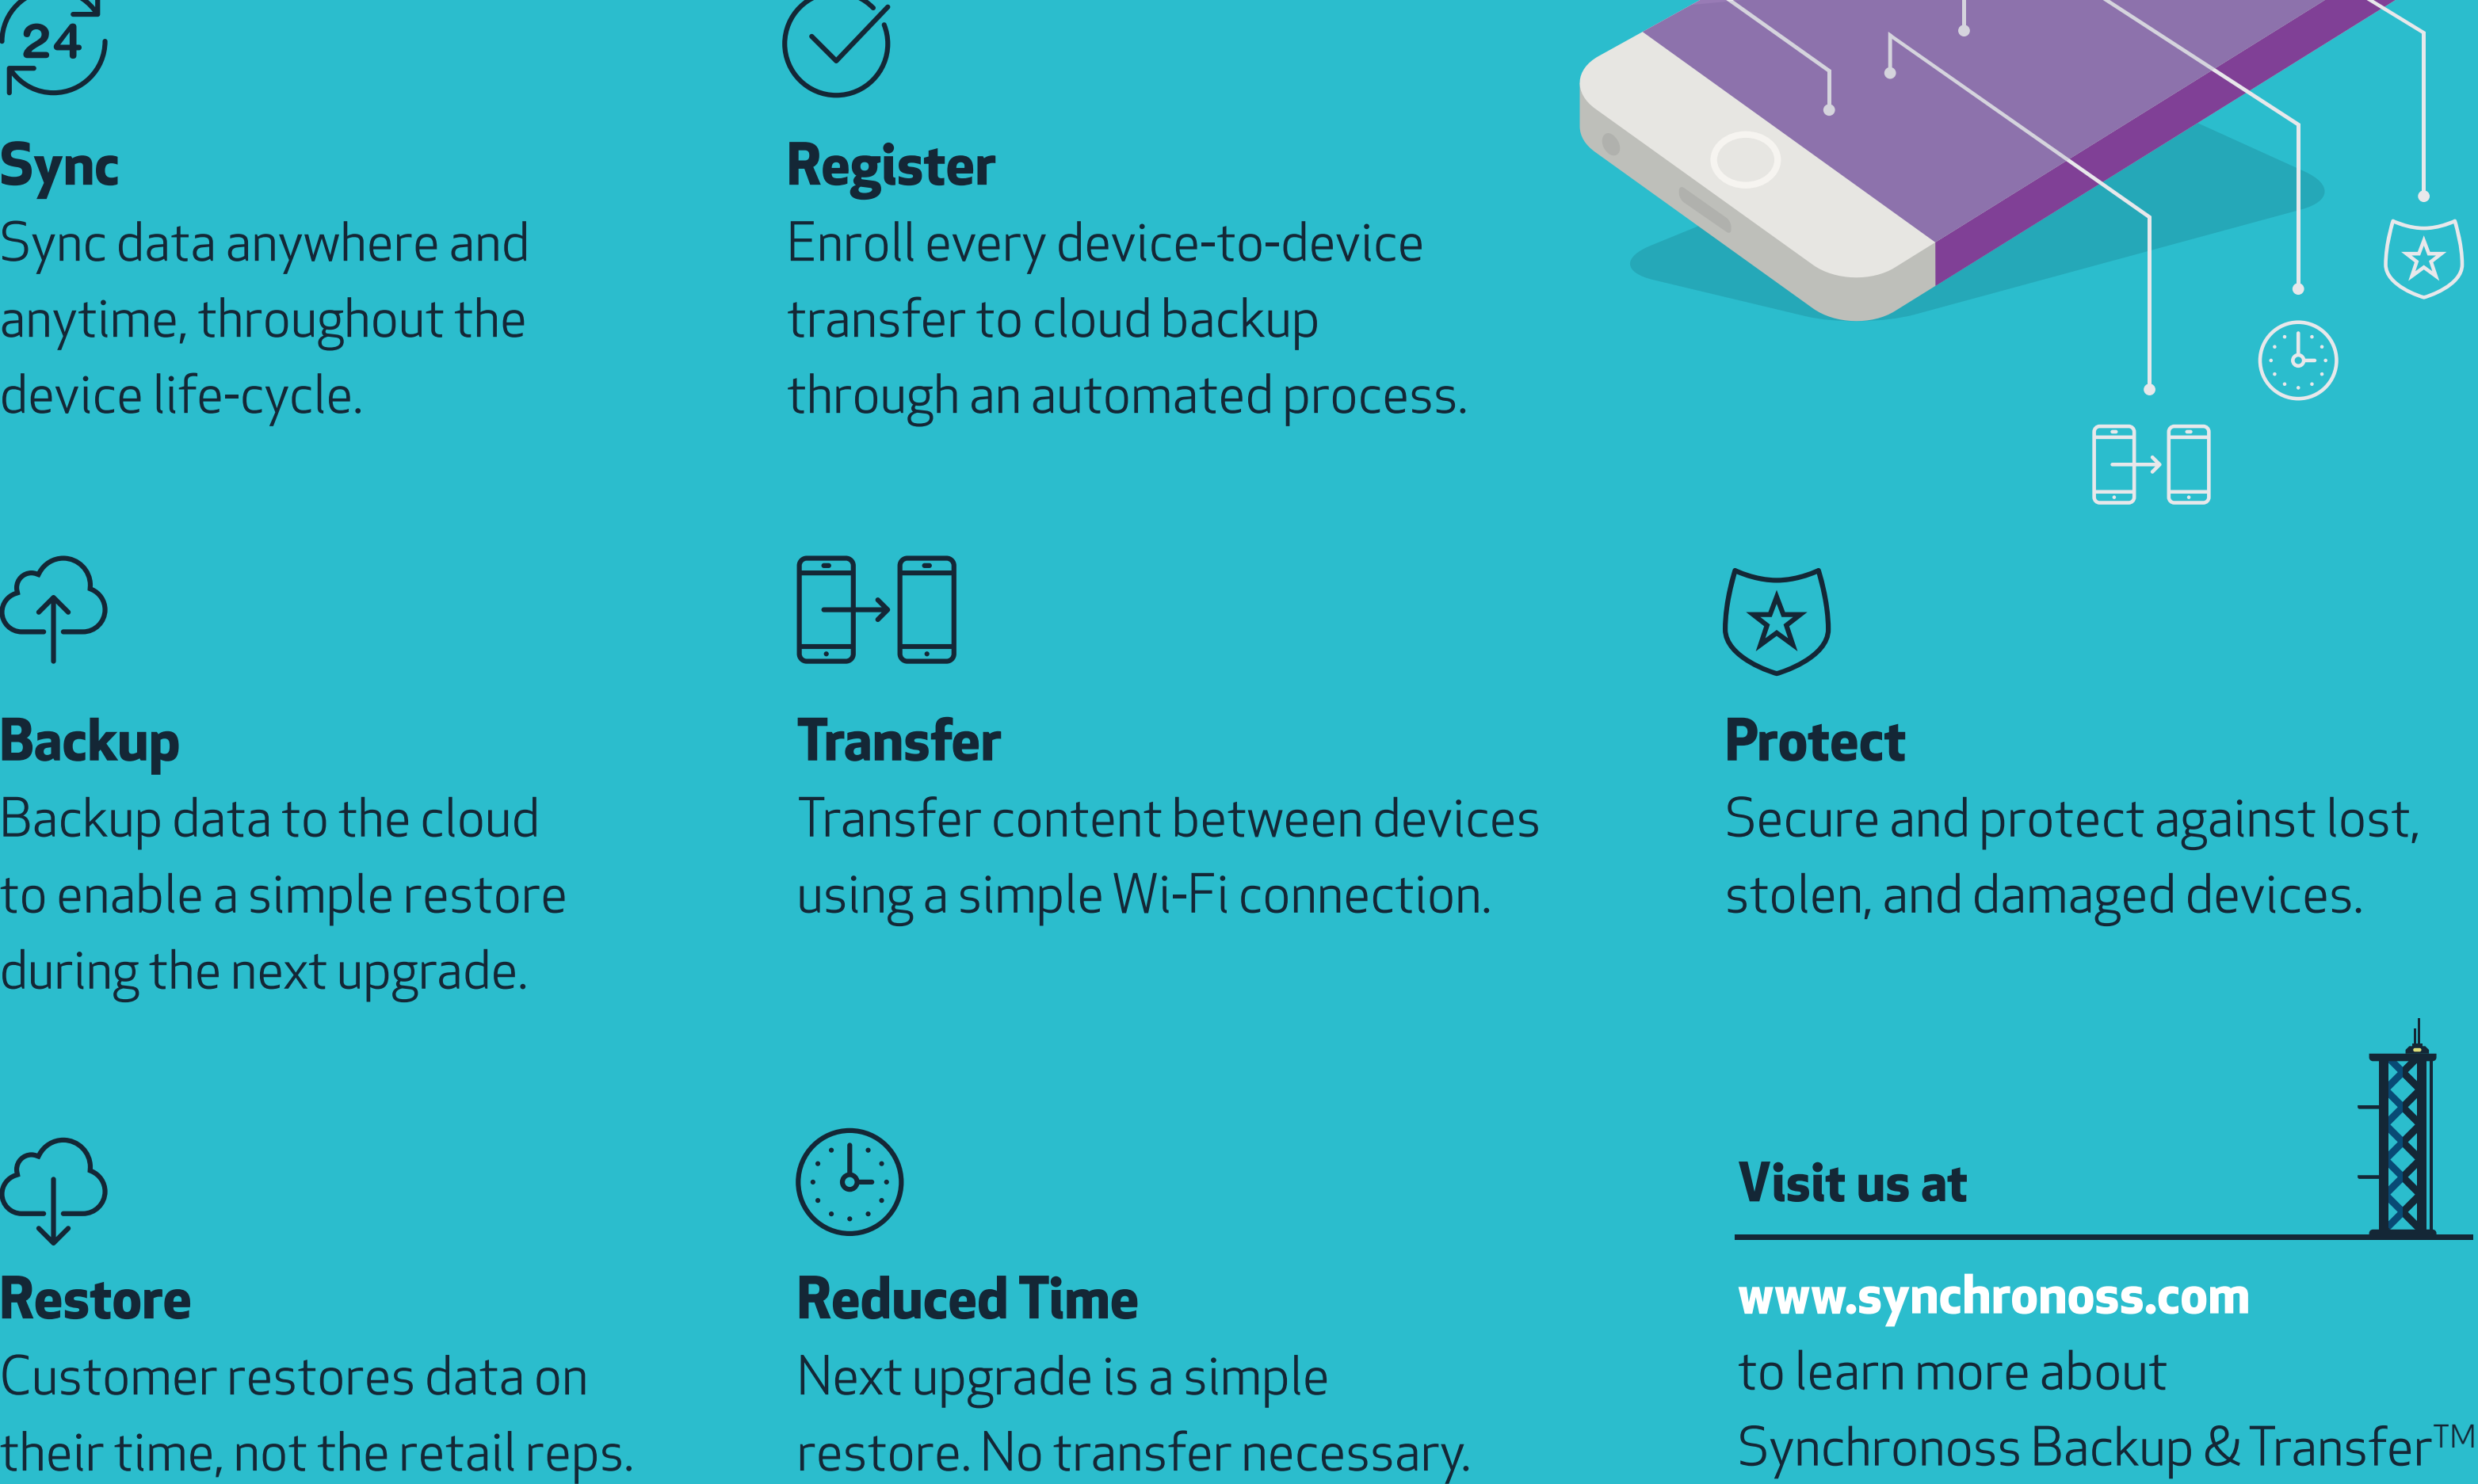 24
Sync
Sync data anywhere and
anytime, throughout the
device life-cycle.
Register
Enroll every device-to-device
transfer to cloud backup
through an automated process.
Backup
Backup data to the cloud
to enable a simple restore
during the next upgrade.
Transfer
Transfer content between devices
using a simple Wi-Fi connection.
Protect
Secure and protect against lost,
stolen, and damaged devices.
Restore
Customer restores data on
their time, not the retail reps.
Reduced Time
Next upgrade is a simple
restore. No transfer necessary.
Visit us at
www.synchronoss.com
to learn more about
Synchronoss Backup & Transfer™